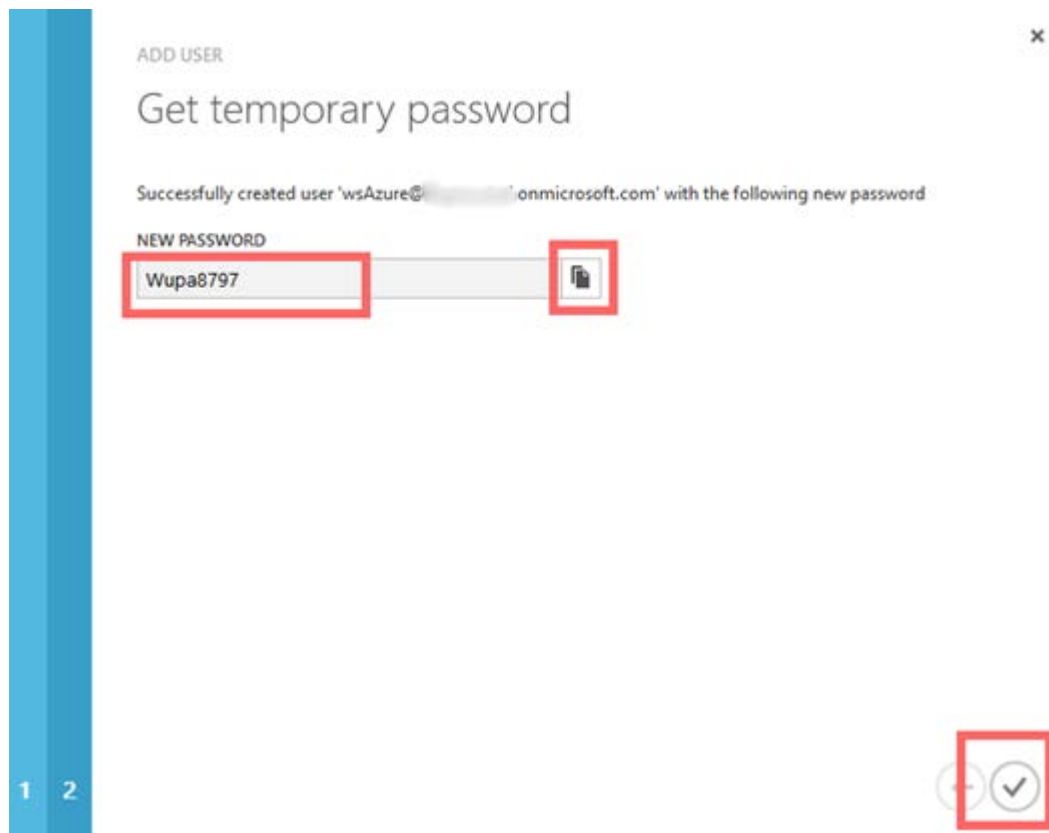 ADD USER
Get temporary password
Successfully created user 'wsAzure@ onmicrosoft.com' with the following new password
NEW PASSWORD
Wupa8797
1 2